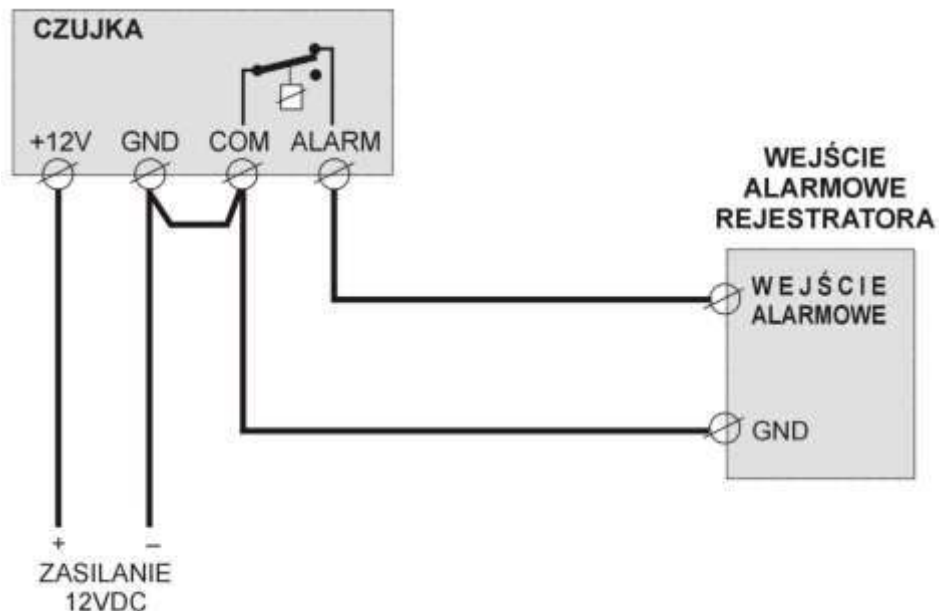 CZUJKA
+12V GND COM ALARM
WEJŚCIE
ALARMOWE
REJESTRATORA
WEJŚCIE
ALARMOWE
GND
+ –
ZASILANIE
12VDC